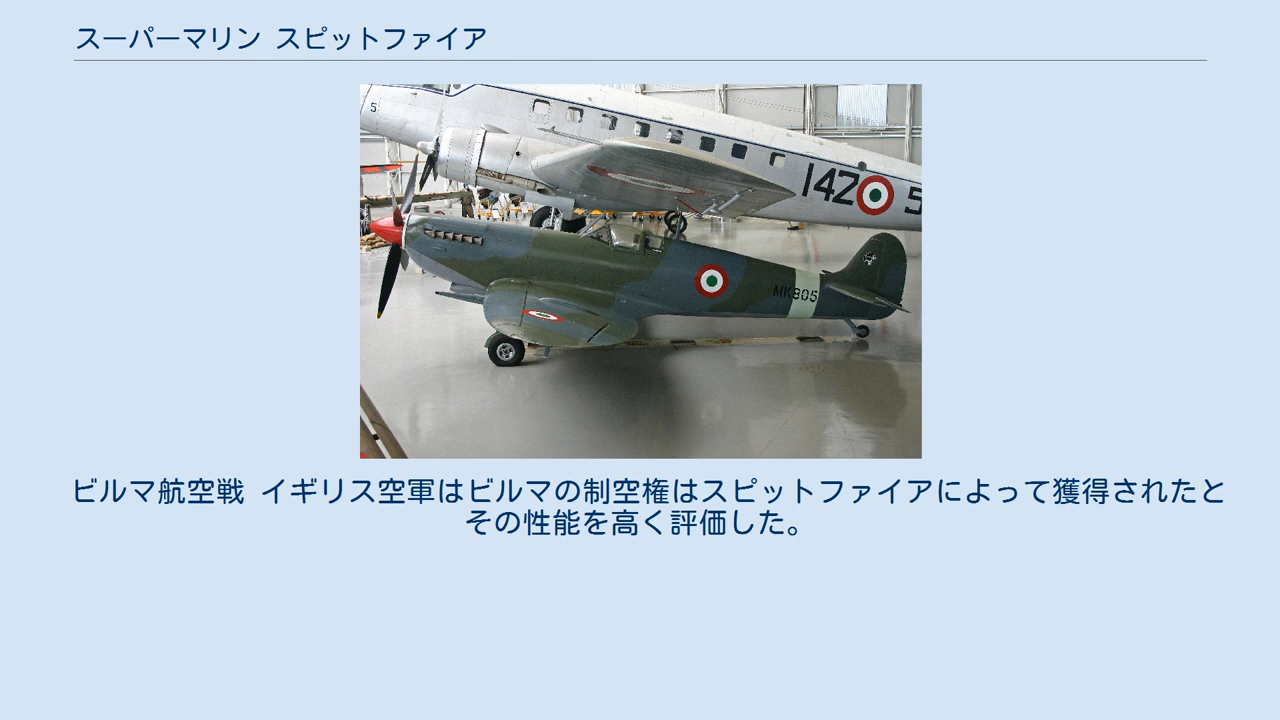 スーパーマリン スピットファイア
5
142
5
MK805
ビルマ航空戦 イギリス空軍はビルマの制空権はスピットファイアによって獲得されたと
その性能を高く評価した。